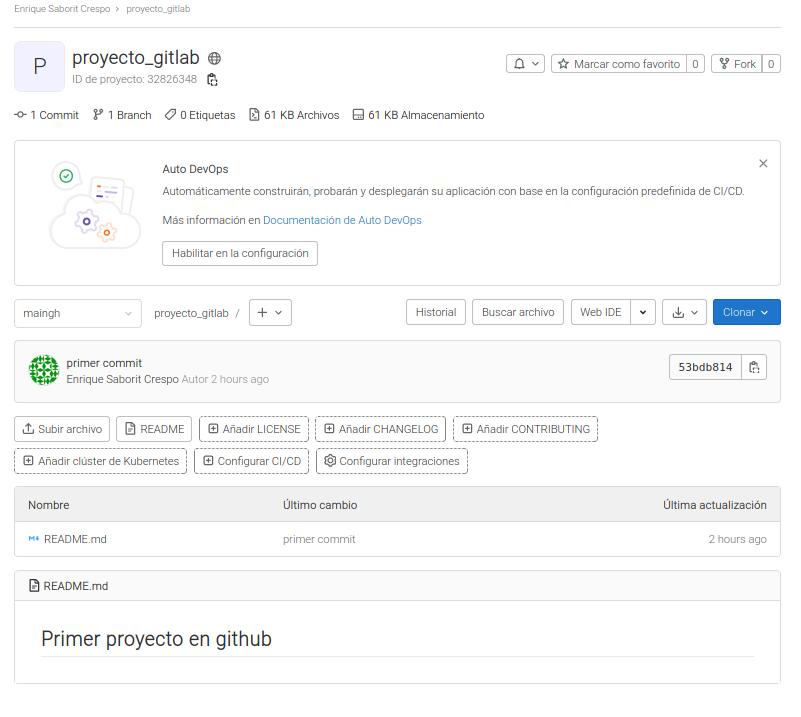 Enrique Saborit Crespo › proyecto_gitlab
P
proyecto_gitlab
ID de proyecto: 32826348
Marcar como favorito 0
Fork 0
1 Commit 1 Branch 0 Etiquetas 61 KB Archivos 61 KB Almacenamiento
Auto DevOps
Automáticamente construirán, probarán y desplegarán su aplicación con base en la configuración predefinida de CI/CD.
Más información en Documentación de Auto DevOps
Habilitar en la configuración
maingh proyecto_gitlab / + Historial Buscar archivo Web IDE Clonar
primer commit
Enrique Saborit Crespo Autor 2 hours ago
53bdb814
Subir archivo README Añadir LICENSE Añadir CHANGELOG Añadir CONTRIBUTING
Añadir clúster de Kubernetes Configurar CI/CD Configurar integraciones
Nombre Último cambio Última actualización
README.md primer commit 2 hours ago
README.md
Primer proyecto en github